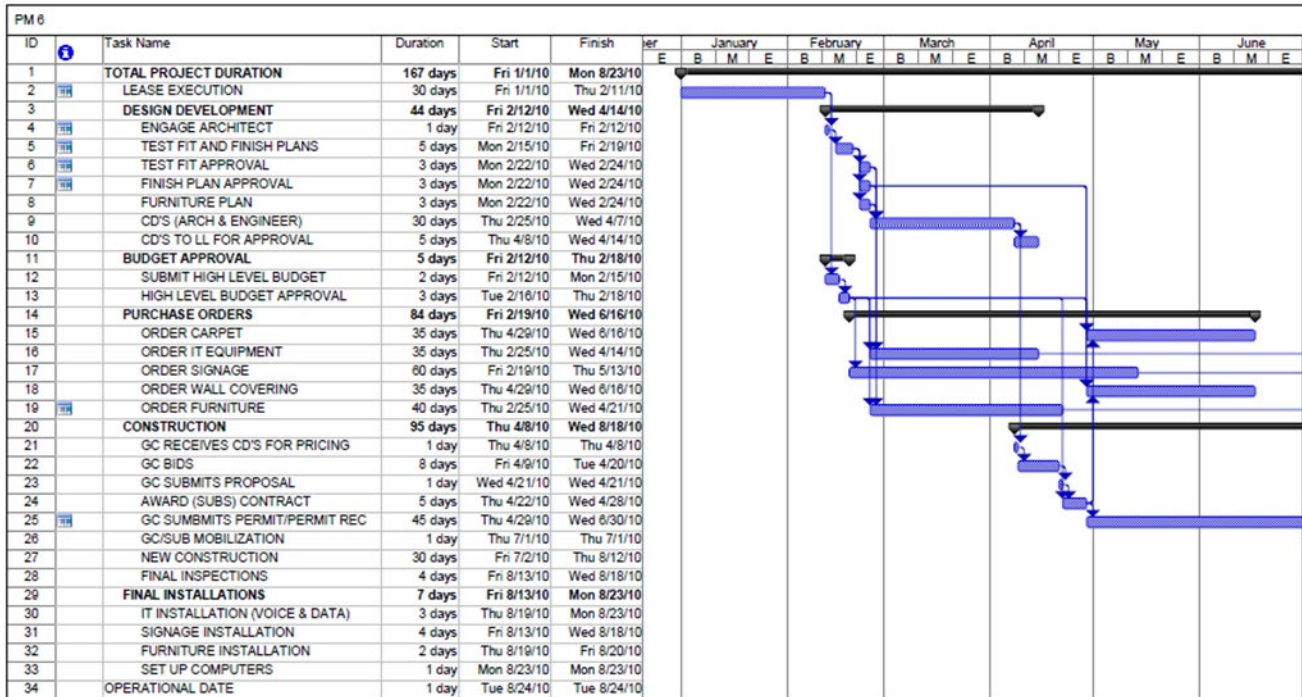 PM 6
ID Task Name Duration Start Finish er January February March April May June
E B M E B M E B M E B M E B M E B M E
1 TOTAL PROJECT DURATION 167 days Fri 1/1/10 Mon 8/23/10
2 LEASE EXECUTION 30 days Fri 1/1/10 Thu 2/11/10
3 DESIGN DEVELOPMENT 44 days Fri 2/12/10 Wed 4/14/10
4 ENGAGE ARCHITECT 1 day Fri 2/12/10 Fri 2/12/10
5 TEST FIT AND FINISH PLANS 5 days Mon 2/15/10 Fri 2/19/10
6 TEST FIT APPROVAL 3 days Mon 2/22/10 Wed 2/24/10
7 FINISH PLAN APPROVAL 3 days Mon 2/22/10 Wed 2/24/10
8 FURNITURE PLAN 3 days Mon 2/22/10 Wed 2/24/10
9 CD'S (ARCH & ENGINEER) 30 days Thu 2/25/10 Wed 4/7/10
10 CD'S TO LL FOR APPROVAL 5 days Thu 4/8/10 Wed 4/14/10
11 BUDGET APPROVAL 5 days Fri 2/12/10 Thu 2/18/10
12 SUBMIT HIGH LEVEL BUDGET 2 days Fri 2/12/10 Mon 2/15/10
13 HIGH LEVEL BUDGET APPROVAL 3 days Tue 2/16/10 Thu 2/18/10
14 PURCHASE ORDERS 84 days Fri 2/19/10 Wed 6/16/10
15 ORDER CARPET 35 days Thu 4/29/10 Wed 6/16/10
16 ORDER IT EQUIPMENT 35 days Thu 2/25/10 Wed 4/14/10
17 ORDER SIGNAGE 60 days Fri 2/19/10 Thu 5/13/10
18 ORDER WALL COVERING 35 days Thu 4/29/10 Wed 6/16/10
19 ORDER FURNITURE 40 days Thu 2/25/10 Wed 4/21/10
20 CONSTRUCTION 95 days Thu 4/8/10 Wed 8/18/10
21 GC RECEIVES CD'S FOR PRICING 1 day Thu 4/8/10 Thu 4/8/10
22 GC BIDS 8 days Fri 4/9/10 Tue 4/20/10
23 GC SUBMITS PROPOSAL 1 day Wed 4/21/10 Wed 4/21/10
24 AWARD (SUBS) CONTRACT 5 days Thu 4/22/10 Wed 4/28/10
25 GC SUMBMITS PERMIT/PERMIT REC 45 days Thu 4/29/10 Wed 6/30/10
26 GC/SUB MOBILIZATION 1 day Thu 7/1/10 Thu 7/1/10
27 NEW CONSTRUCTION 30 days Fri 7/2/10 Thu 8/12/10
28 FINAL INSPECTIONS 4 days Fri 8/13/10 Wed 8/18/10
29 FINAL INSTALLATIONS 7 days Fri 8/13/10 Mon 8/23/10
30 IT INSTALLATION (VOICE & DATA) 3 days Thu 8/19/10 Mon 8/23/10
31 SIGNAGE INSTALLATION 4 days Fri 8/13/10 Wed 8/18/10
32 FURNITURE INSTALLATION 2 days Thu 8/19/10 Fri 8/20/10
33 SET UP COMPUTERS 1 day Mon 8/23/10 Mon 8/23/10
34 OPERATIONAL DATE 1 day Tue 8/24/10 Tue 8/24/10